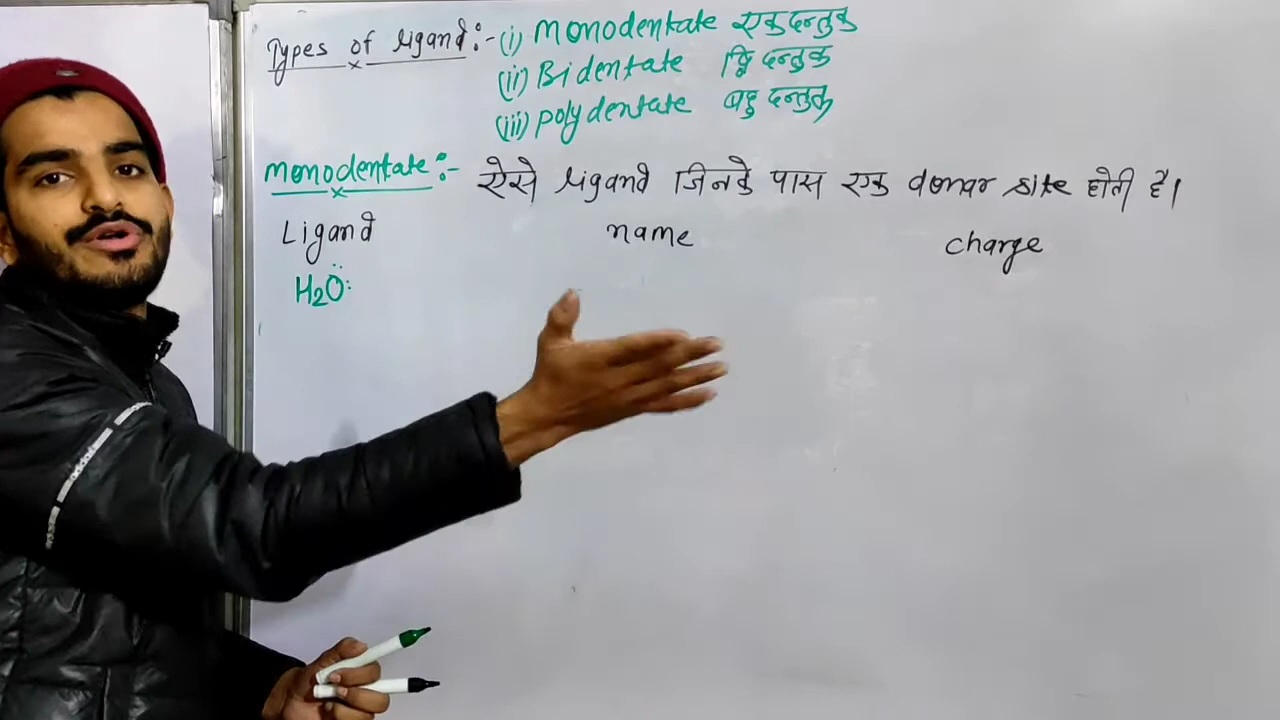 Types of ligand:- (i) Monodentate एकदन्तुक
(ii) Bidentate द्विदन्तुक
(iii) polydentate बहुदन्तुक
monodentate:- ऐसे ligand जिनके पास एक donar site होती है।
Ligand name charge
H₂O: